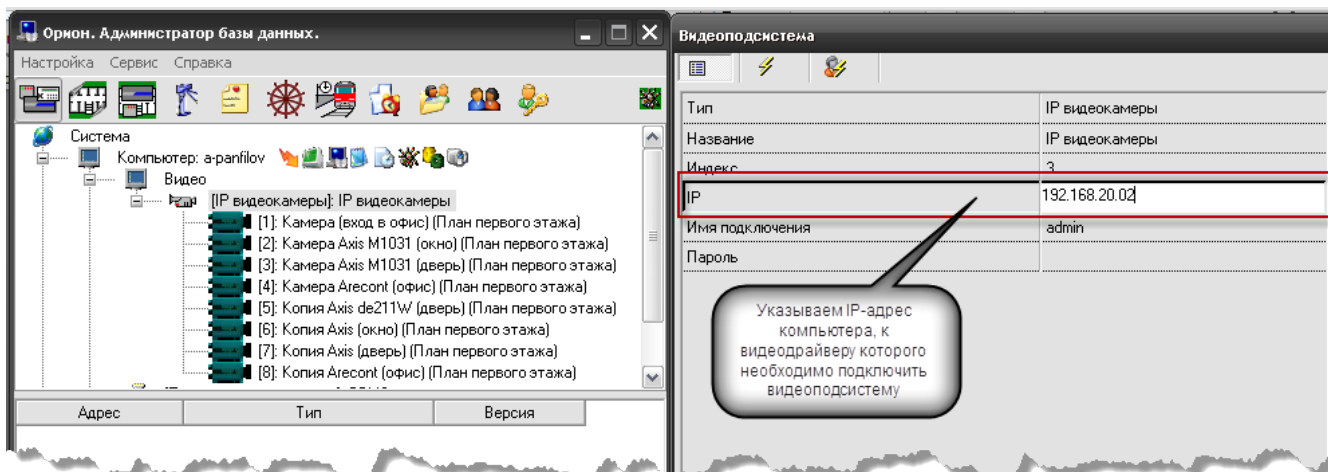 Орион. Администратор базы данных.
Настройка Сервис Справка
Система
Компьютер: a-panfilov
Видео
[IP видеокамеры]: IP видеокамеры
[1]: Камера (вход в офис) (План первого этажа)
[2]: Камера Axis M1031 (окно) (План первого этажа)
[3]: Камера Axis M1031 (дверь) (План первого этажа)
[4]: Камера Arecont (офис) (План первого этажа)
[5]: Копия Axis de211W (дверь) (План первого этажа)
[6]: Копия Axis (окно) (План первого этажа)
[7]: Копия Axis (дверь) (План первого этажа)
[8]: Копия Arecont (офис) (План первого этажа)
Адрес Тип Версия
Видеоподсистема
Тип IP видеокамеры
Название IP видеокамеры
Индекс 3
IP 192.168.20.02
Имя подключения admin
Пароль
Указываем IP-адрес
компьютера, к
видеодрайверу которого
необходимо подключить
видеоподсистему